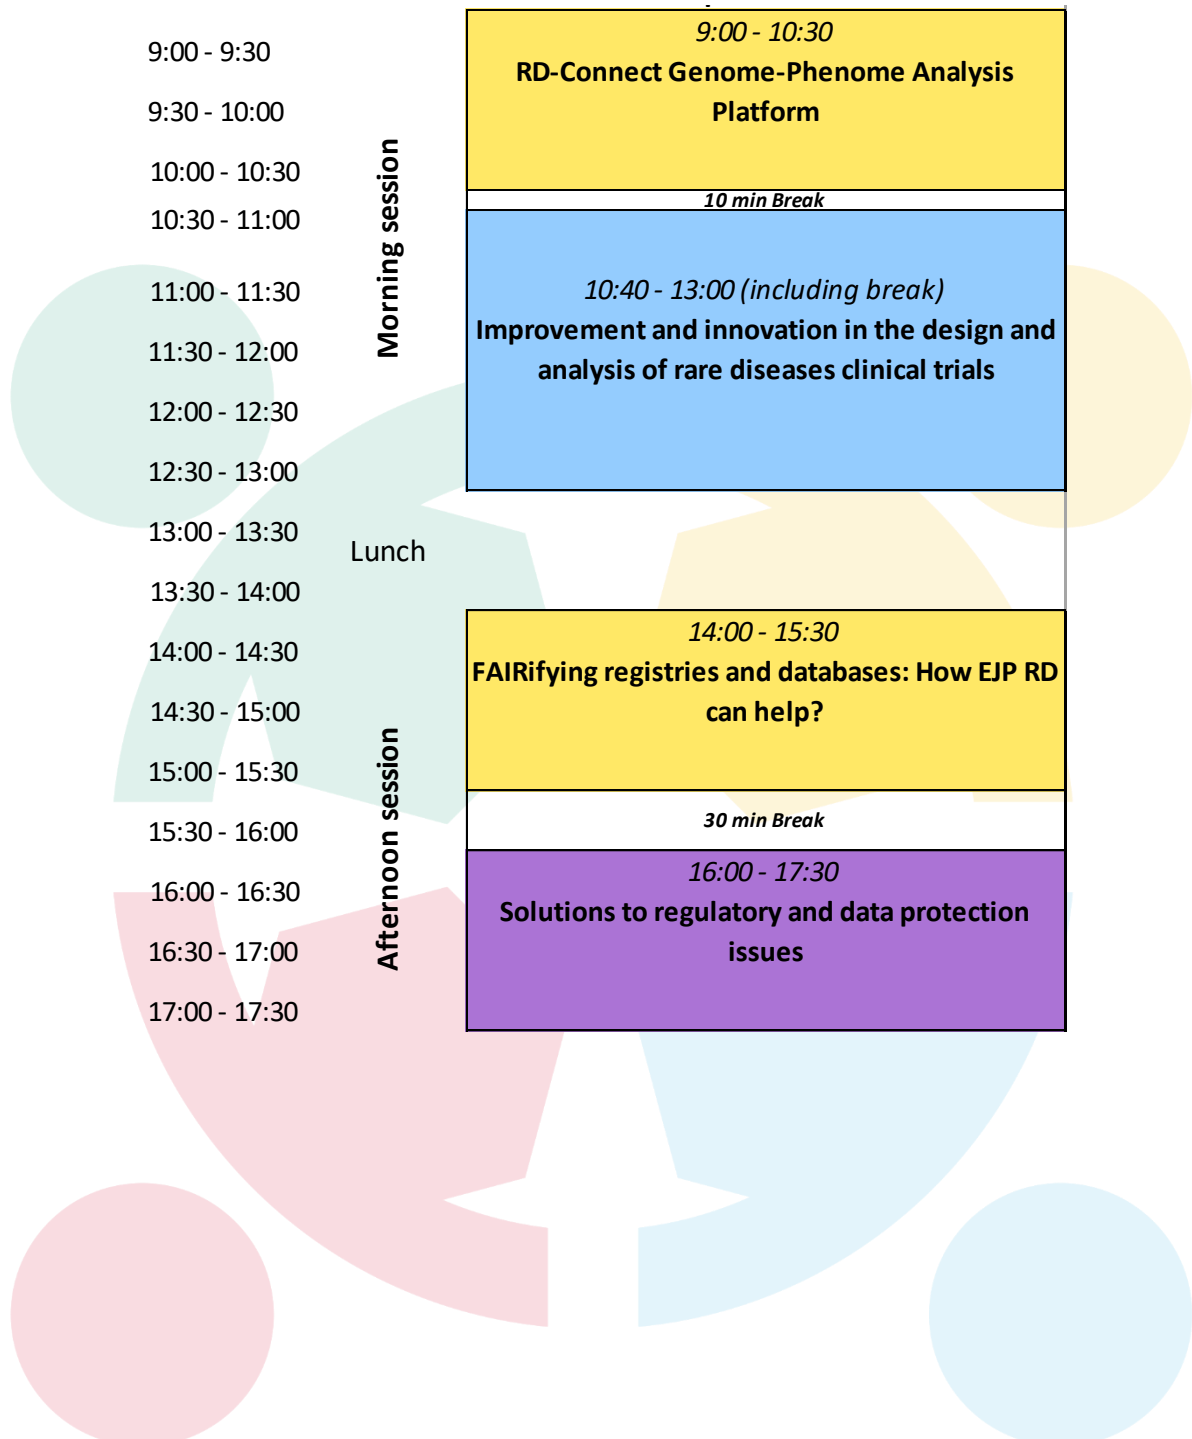 9:00 - 9:30
9:30 - 10:00
10:00 - 10:30
10:30 - 11:00
11:00 - 11:30
11:30 - 12:00
12:00 - 12:30
12:30 - 13:00
13:00 - 13:30
13:30 - 14:00
14:00 - 14:30
14:30 - 15:00
15:00 - 15:30
15:30 - 16:00
16:00 - 16:30
16:30 - 17:00
17:00 - 17:30
Morning session
Lunch
Afternoon session
9:00 - 10:30
RD-Connect Genome-Phenome Analysis
Platform
10 min Break
10:40 - 13:00 (including break)
Improvement and innovation in the design and
analysis of rare diseases clinical trials
14:00 - 15:30
FAIRifying registries and databases: How EJP RD
can help?
30 min Break
16:00 - 17:30
Solutions to regulatory and data protection
issues